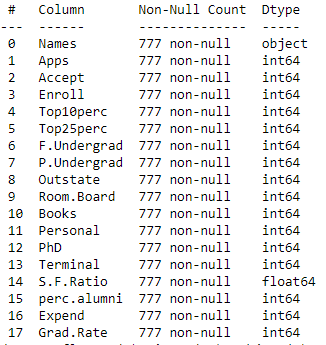 #   Column       Non-Null Count  Dtype
---  ------       --------------  -----
 0   Names        777 non-null    object
 1   Apps         777 non-null    int64
 2   Accept       777 non-null    int64
 3   Enroll       777 non-null    int64
 4   Top10perc    777 non-null    int64
 5   Top25perc    777 non-null    int64
 6   F.Undergrad  777 non-null    int64
 7   P.Undergrad  777 non-null    int64
 8   Outstate     777 non-null    int64
 9   Room.Board   777 non-null    int64
 10  Books        777 non-null    int64
 11  Personal     777 non-null    int64
 12  PhD          777 non-null    int64
 13  Terminal     777 non-null    int64
 14  S.F.Ratio    777 non-null    float64
 15  perc.alumni  777 non-null    int64
 16  Expend       777 non-null    int64
 17  Grad.Rate    777 non-null    int64